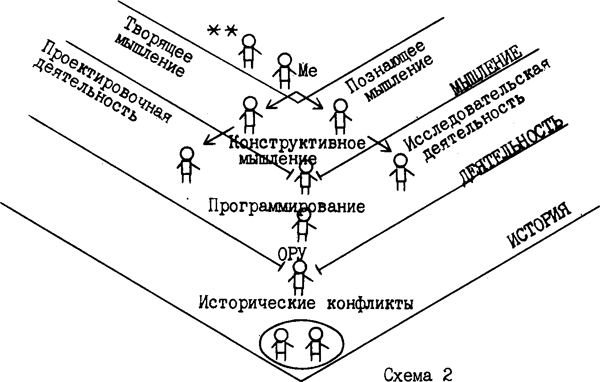 **
Творящее
мышление
Ме
Познающее
мышление
МЫШЛЕНИЕ
Проектировочная
деятельность
Исследовательская
деятельность
Конструктивное
мышление
ДЕЯТЕЛЬНОСТЬ
Программирование
ОРУ
ИСТОРИЯ
Исторические конфликты
Схема 2